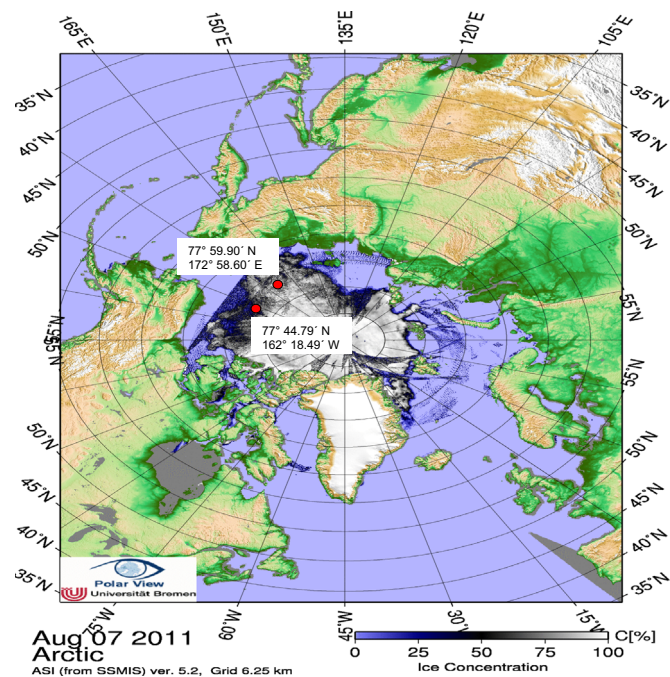 165°E
150°E
135°E
120°E
105°E
35°N
40°N
45°N
50°N
55°N
35°N
40°N
45°N
50°N
55°N
77° 59.90´ N
172° 58.60´ E
77° 44.79´ N
162° 18.49´ W
55°N
50°N
45°N
40°N
35°N
55°N
50°N
45°N
40°N
35°N
Polar View
Universität Bremen
75°W
60°W
45°W
30°W
15°W
Aug 07 2011
Arctic
ASI (from SSMIS) ver. 5.2, Grid 6.25 km
C[%]
0 25 50 75 100
Ice Concentration